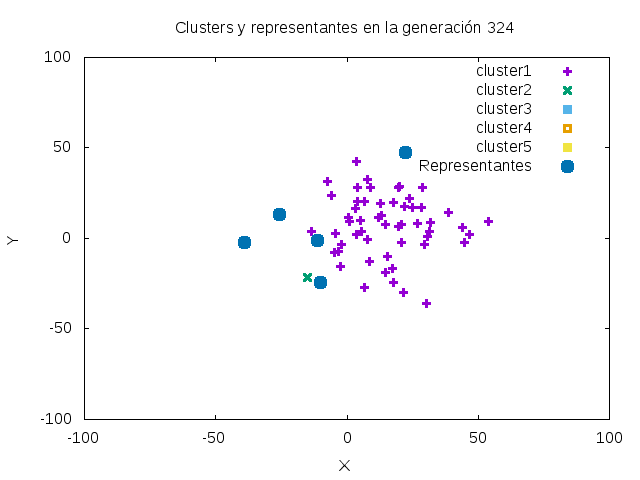 Clusters y representantes en la generación 324
100
50
0
-50
-100
-100
-50
0
50
100
Y
X
cluster1
cluster2
cluster3
cluster4
cluster5
Representantes